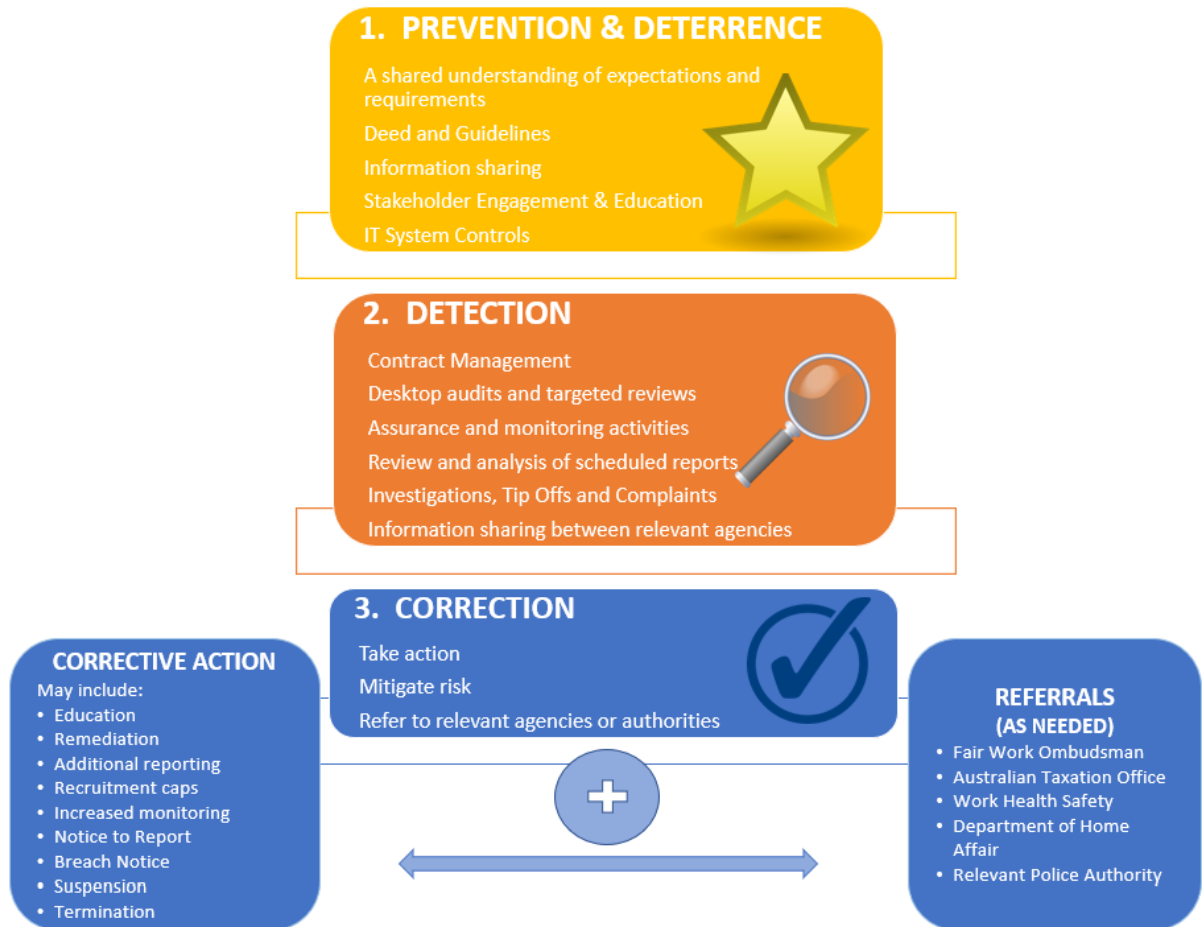 1. PREVENTION & DETERRENCE
A shared understanding of expectations and
requirements
Deed and Guidelines
Information sharing
Stakeholder Engagement & Education
IT System Controls
2. DETECTION
Contract Management
Desktop audits and targeted reviews
Assurance and monitoring activities
Review and analysis of scheduled reports
Investigations, Tip Offs and Complaints
Information sharing between relevant agencies
3. CORRECTION
Take action
Mitigate risk
Refer to relevant agencies or authorities
CORRECTIVE ACTION
May include:
• Education
• Remediation
• Additional reporting
• Recruitment caps
• Increased monitoring
• Notice to Report
• Breach Notice
• Suspension
• Termination
REFERRALS
(AS NEEDED)
• Fair Work Ombudsman
• Australian Taxation Office
• Work Health Safety
• Department of Home
Affair
• Relevant Police Authority